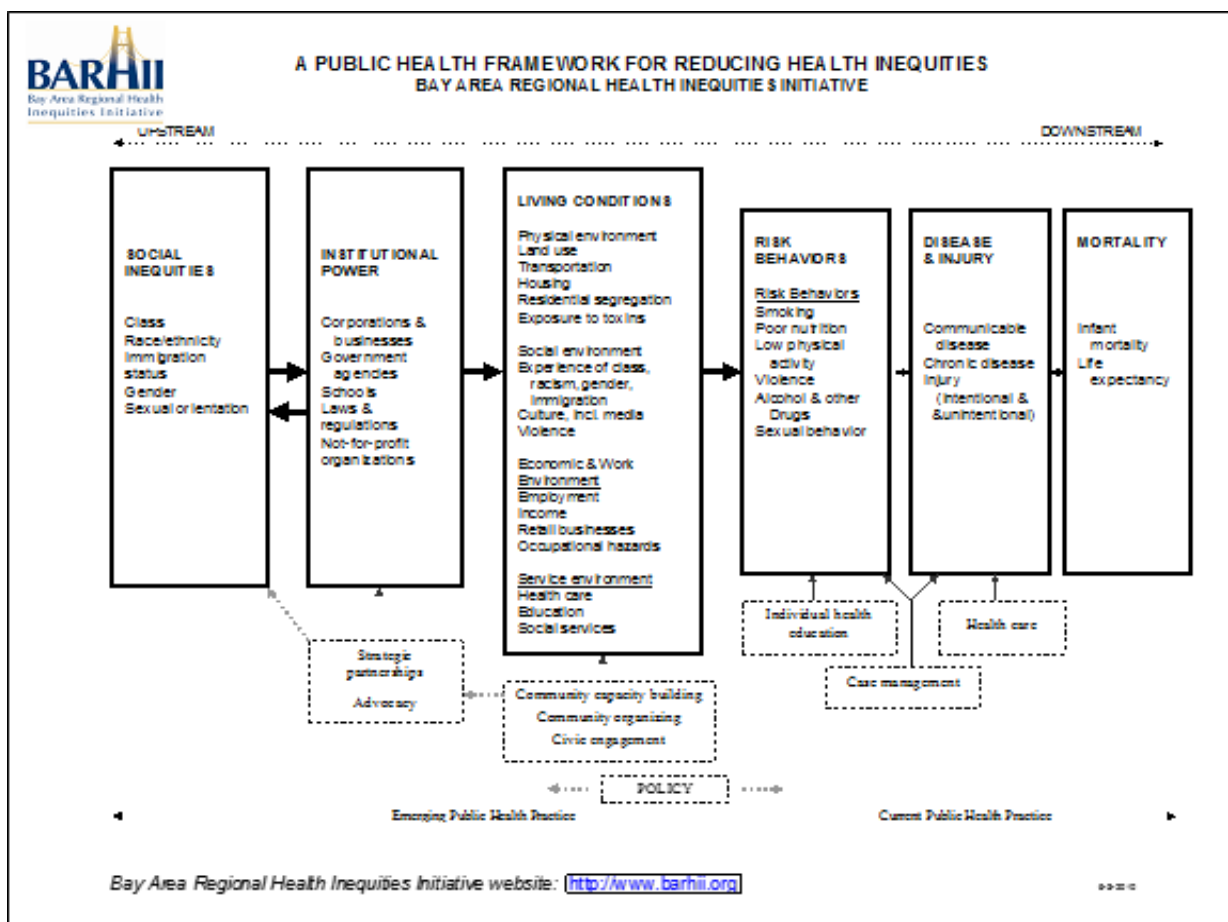 BARHII
Bay Area Regional Health
Inequities Initiative
A PUBLIC HEALTH FRAMEWORK FOR REDUCING HEALTH INEQUITIES
BAY AREA REGIONAL HEALTH INEQUITIES INITIATIVE
UPSTREAM
DOWNSTREAM
SOCIAL
INEQUITIES
Class
Race/ethnicity
Immigration
status
Gender
Sexual orientation
INSTITUTIONAL
POWER
Corporations &
businesses
Government
agencies
Schools
Laws &
regulations
Not-for-profit
organizations
LIVING CONDITIONS
Physical environment
Land use
Transportation
Housing
Residential segregation
Exposure to toxins
Social environment
Experience of class,
racism, gender,
immigration
Culture, incl. media
Violence
Economic & Work
Environment
Employment
Income
Retail businesses
Occupational hazards
Service environment
Health care
Education
Social services
RISK
BEHAVIORS
Risk Behaviors
Smoking
Poor nutrition
Low physical
activity
Violence
Alcohol & other
Drugs
Sexual behavior
DISEASE
& INJURY
Communicable
disease
Chronic disease
Injury
(intentional &
&unintentional)
MORTALITY
Infant
mortality
Life
expectancy
Strategic
partnerships
Advocacy
Community capacity building
Community organizing
Civic engagement
Individual health
education
Health care
Case management
POLICY
Emerging Public Health Practice
Current Public Health Practice
Bay Area Regional Health Inequities Initiative website: http://www.barhii.org